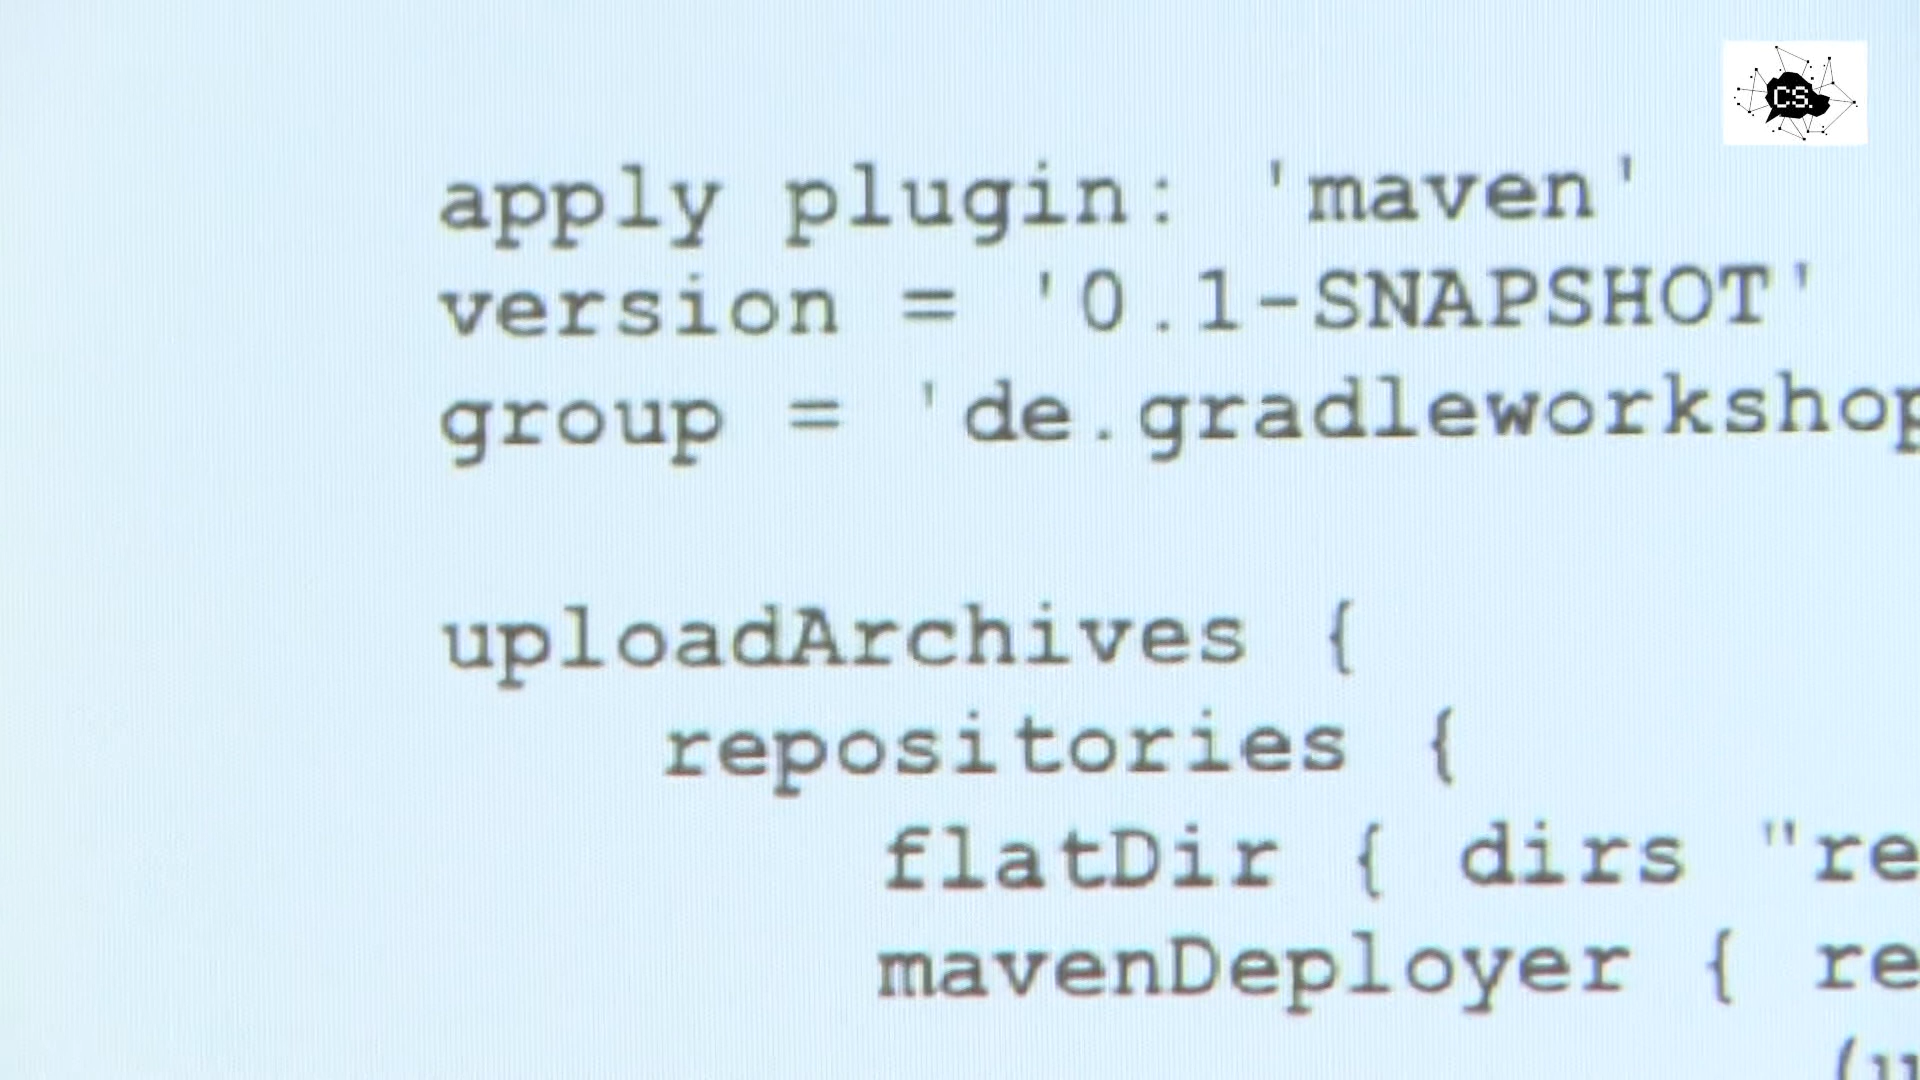 CS.
apply plugin: 'maven'
version = '0.1-SNAPSHOT'
group = 'de.gradleworkshop
uploadArchives {
repositories {
flatDir { dirs "re
mavenDeployer { re
(u